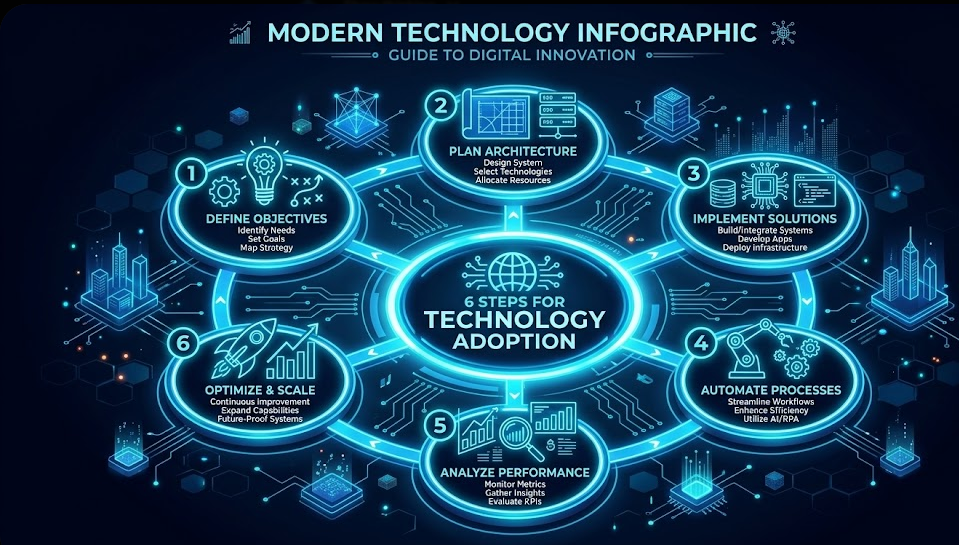 MODERN TECHNOLOGY INFOGRAPHIC
GUIDE TO DIGITAL INNOVATION
1
DEFINE OBJECTIVES
Identify Needs
Set Goals
Map Strategy
2
PLAN ARCHITECTURE
Design System
Select Technologies
Allocate Resources
3
IMPLEMENT SOLUTIONS
Build/integrate Systems
Develop Apps
Deploy infrastructure
6 STEPS FOR
TECHNOLOGY
ADOPTION
4
AUTOMATE PROCESSES
Streamline Workflows
Enhance STiciency
Utilize AI/RPA
5
ANALYZE PERFORMANCE
Monitor Metrics
Gather Insights
Evaluate RPIs
6
OPTIMIZE & SCALE
Continuous improvement
Expand Capsbilities
Future-Proof Systems